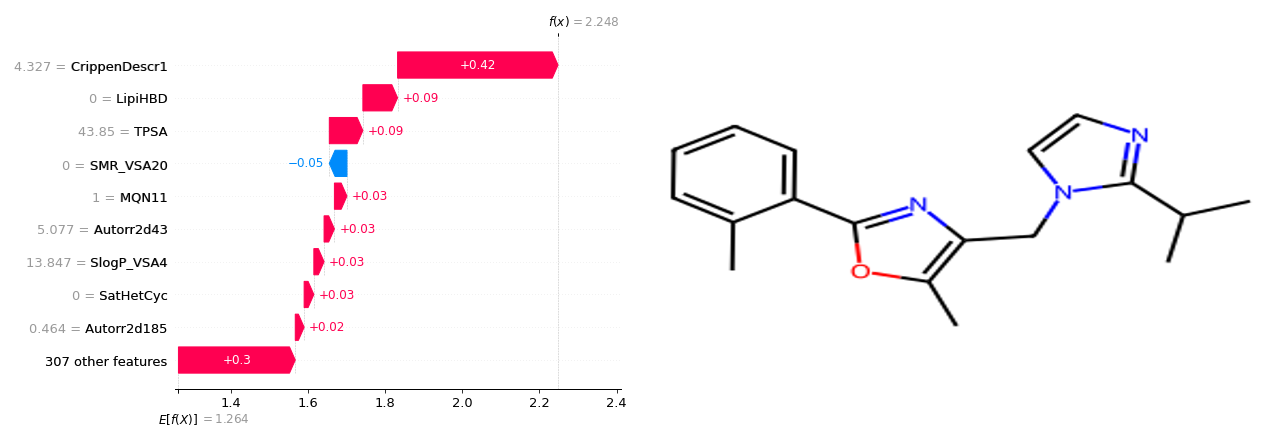 f(x) = 2.248
4.327 = CrippenDescr1
+0.42
0 = LipiHBD
+0.09
43.85 = TPSA
+0.09
0 = SMR_VSA20
−0.05
1 = MQN11
+0.03
5.077 = Autorr2d43
+0.03
13.847 = SlogP_VSA4
+0.03
0 = SatHetCyc
+0.03
0.464 = Autorr2d185
+0.02
307 other features
+0.3
1.4 1.6 1.8 2.0 2.2 2.4
E[f(X)] = 1.264
N
N
N
O